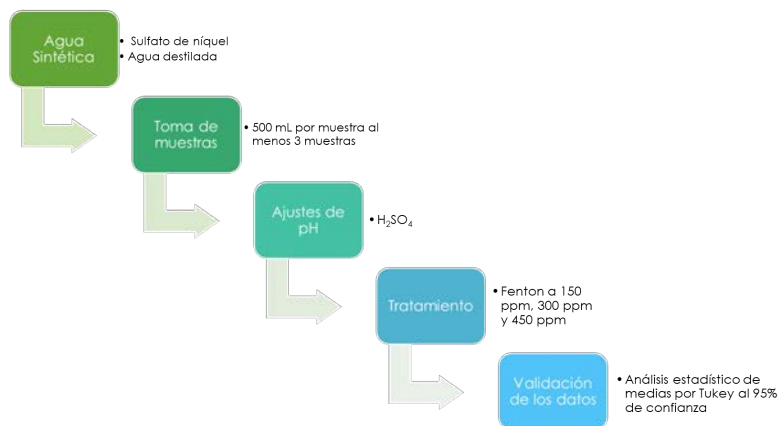 Agua
Sintética
• Sulfato de níquel
• Agua destilada
Toma de
muestras
• 500 mL por muestra al
menos 3 muestras
Ajustes de
pH
• H₂SO₄
Tratamiento
• Fenton a 150
ppm, 300 ppm
y 450 ppm
Validación
de los datos
• Análisis estadístico de
medias por Tukey al 95%
de confianza